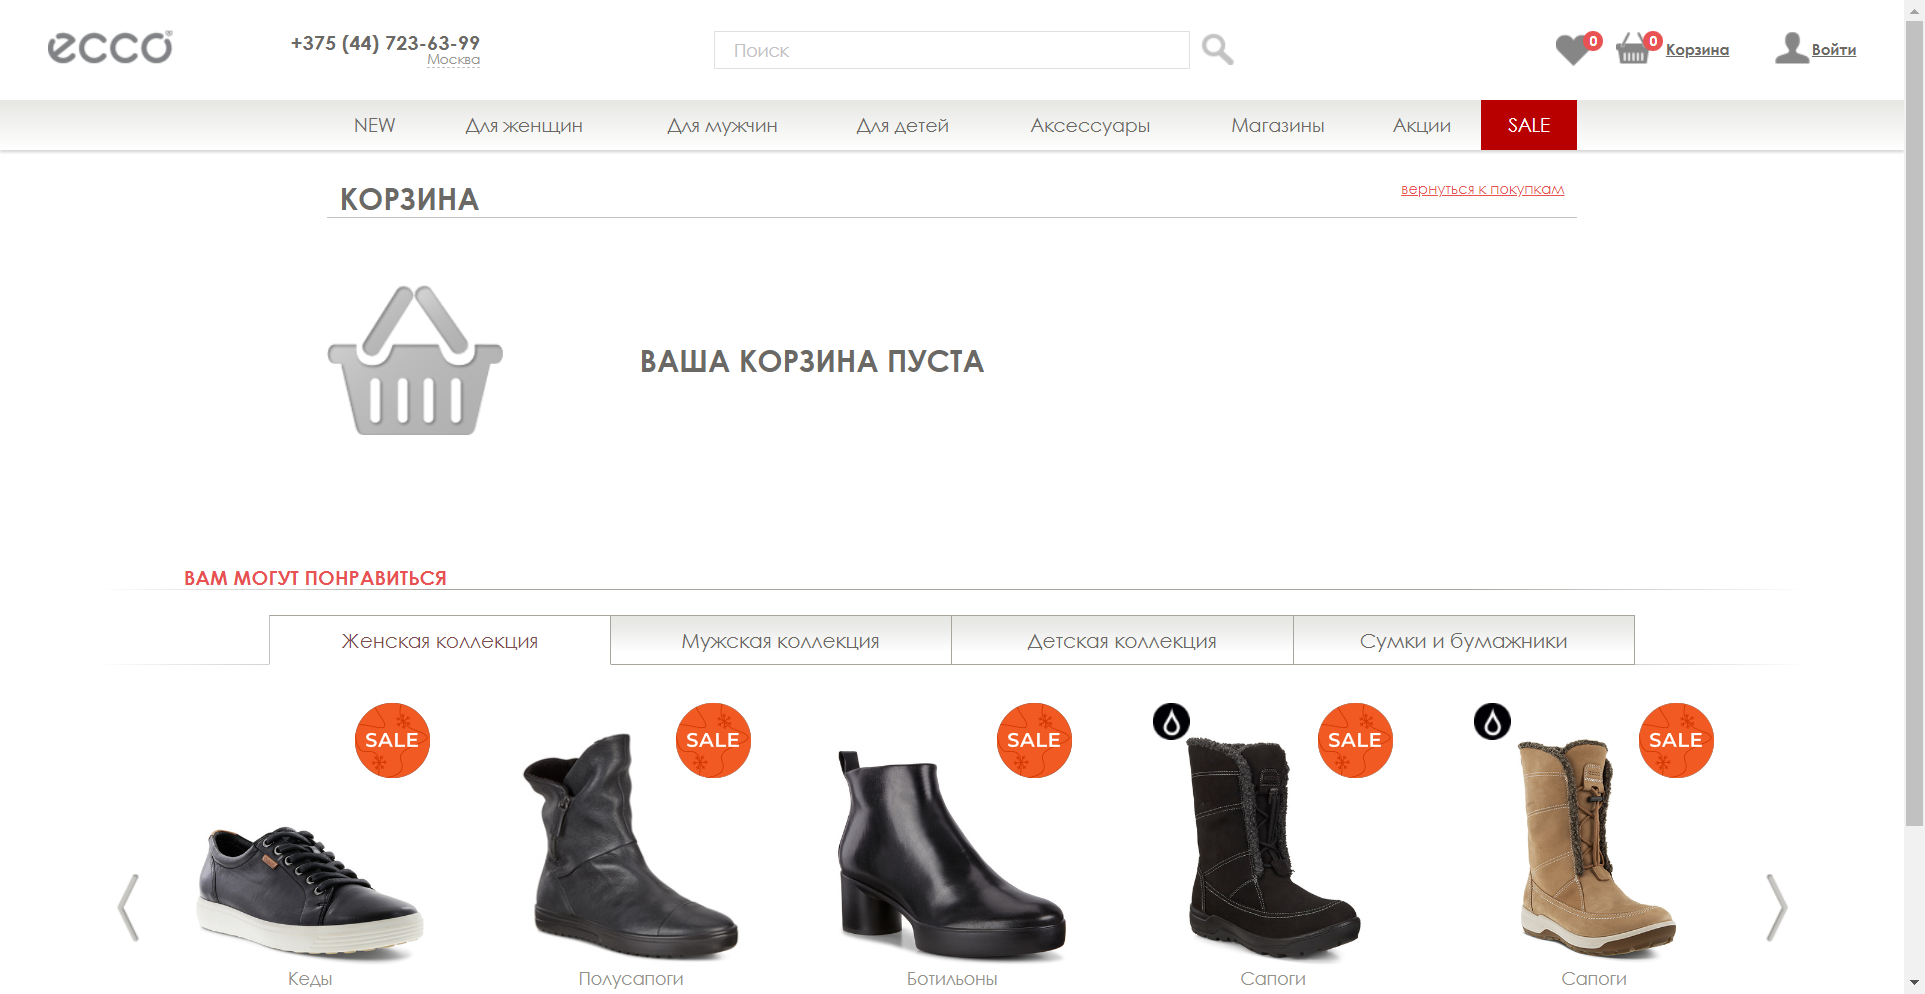 ecco
+375 (44) 723-63-99
Москва
Поиск
0
0
Корзина
Войти
NEW
Для женщин
Для мужчин
Для детей
Аксессуары
Магазины
Акции
SALE
КОРЗИНА
вернуться к покупкам
ВАША КОРЗИНА ПУСТА
ВАМ МОГУТ ПОНРАВИТЬСЯ
Женская коллекция
Мужская коллекция
Детская коллекция
Сумки и бумажники
SALE
SALE
SALE
SALE
SALE
Кеды
Полусапоги
Ботильоны
Сапоги
Сапоги